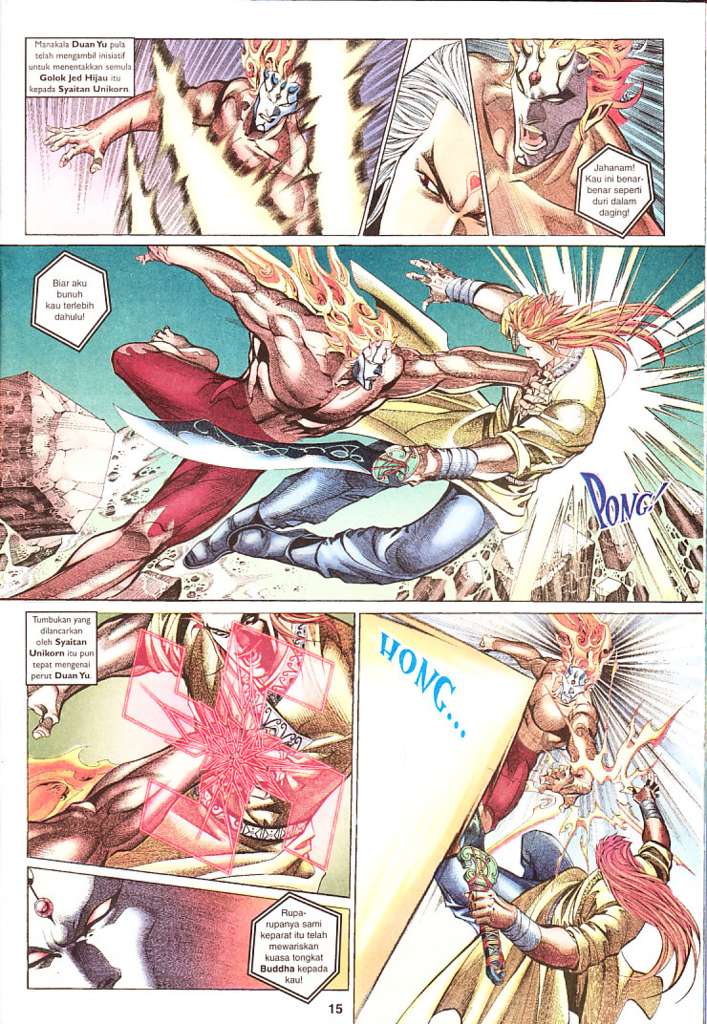 Manakala Duan Yu pula
telah mengambil inisiatif
untuk menentakkan semula
Golok Jed Hijau itu
kepada Syaitan Unikorn.
Jahanam!
Kau ini benar-
benar seperti
duri dalam
daging!
Biar aku
bunuh
kau terlebih
dahulu!
PONG!
Tumbukan yang
dilancarkan
oleh Syaitan
Unikorn itu pun
tepat mengenai
perut Duan Yu.
HONG...
Rupa-
rupanya sami
keparat itu telah
mewariskan
kuasa tongkat
Buddha kepada
kau!
15